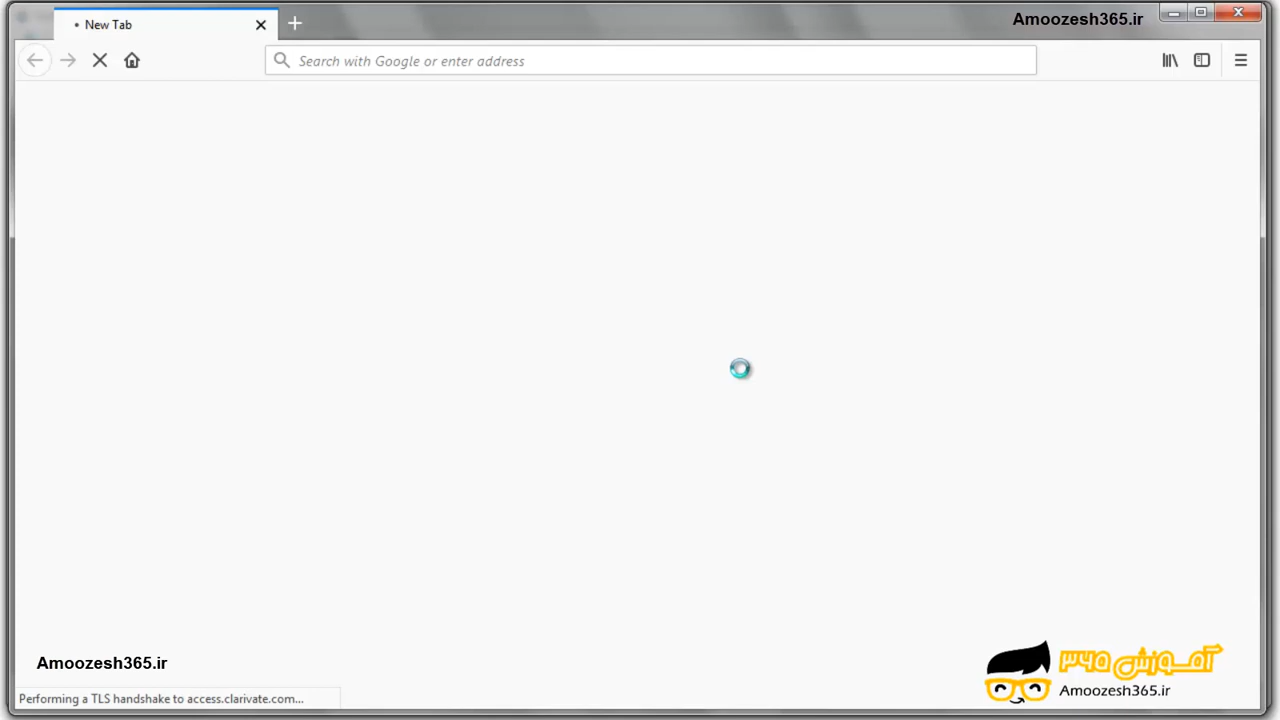 New Tab
Amoozesh365.ir
Search with Google or enter address
Amoozesh365.ir
آموزش ۳۶۵
Amoozesh365.ir
Performing a TLS handshake to access.clarivate.com...